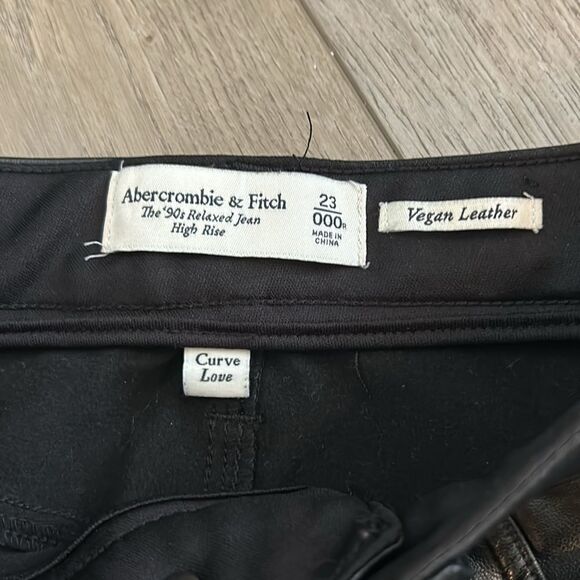 Abercrombie & Fitch
The '90s Relaxed Jean
High Rise
23
000R
MADE IN
CHINA
Vegan Leather
Curve
Love